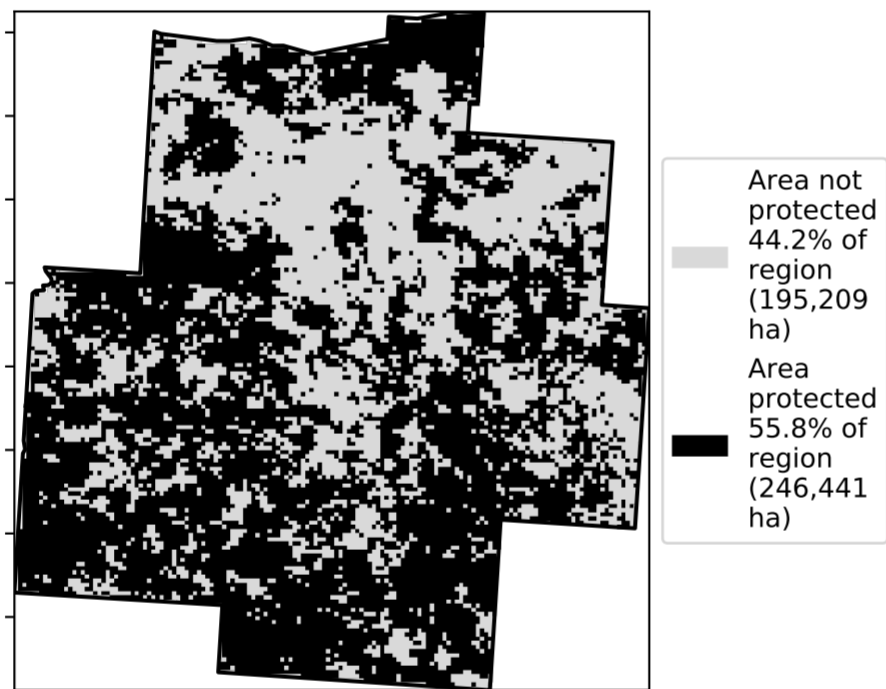 Area not
protected
44.2% of
region
(195,209
ha)
Area
protected
55.8% of
region
(246,441
ha)